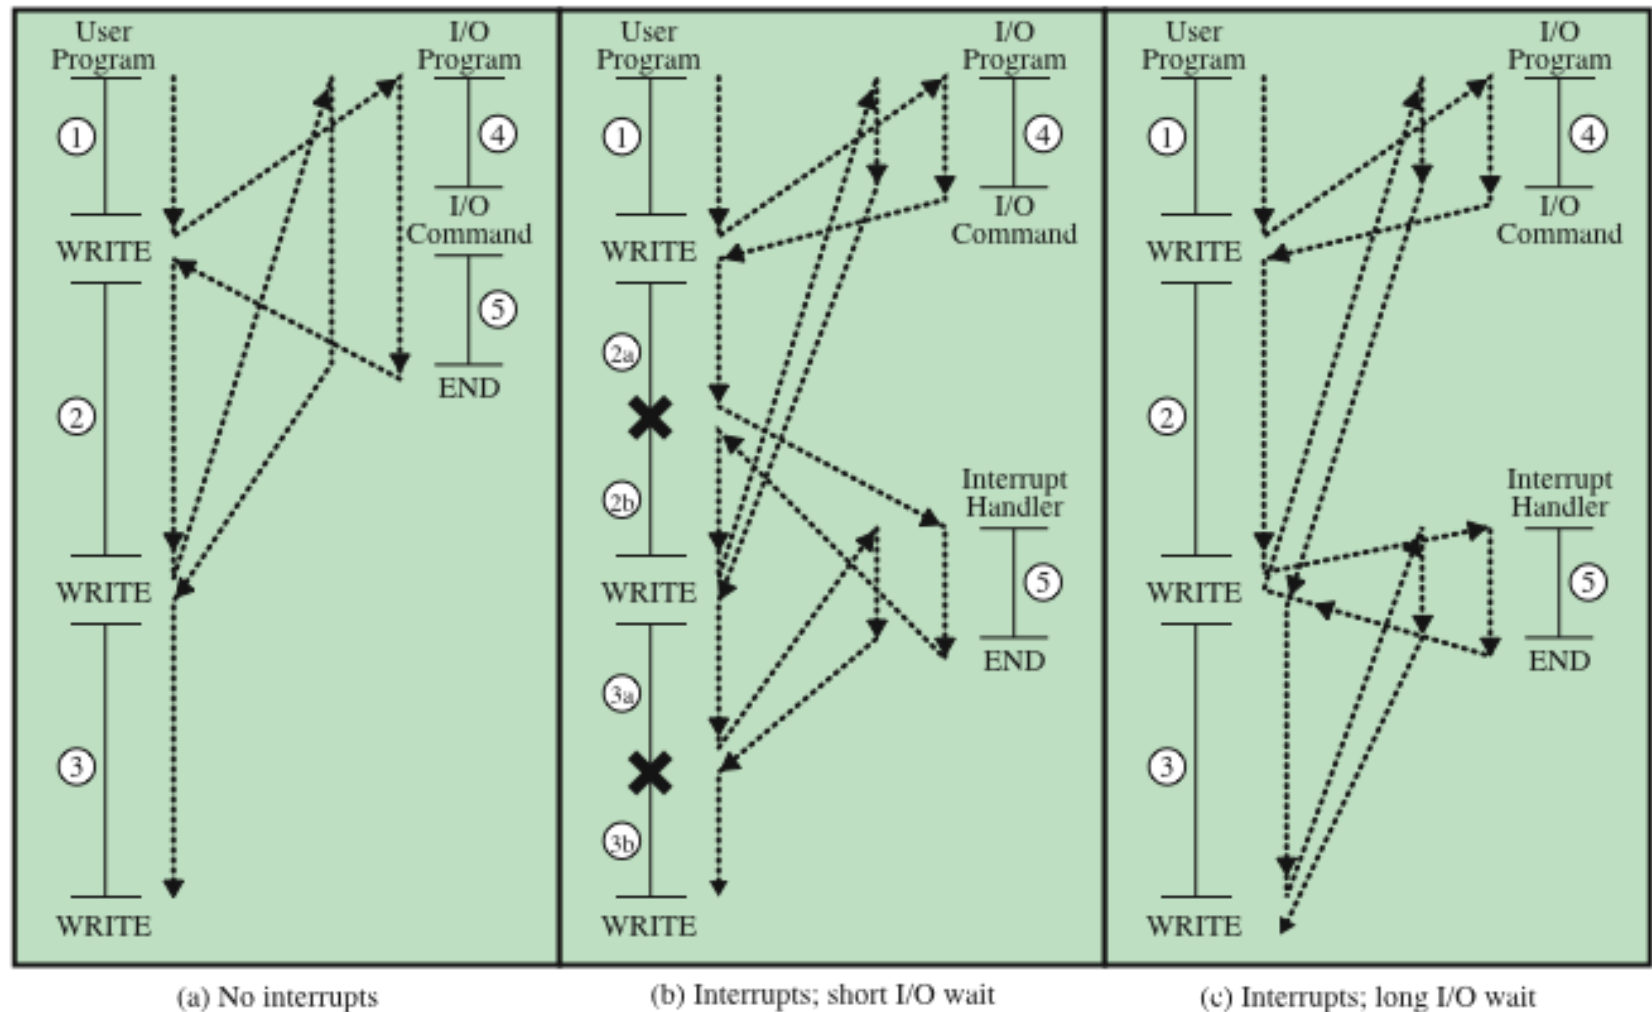 User
Program
I/O
Program
1
4
WRITE
I/O
Command
5
END
2
WRITE
3
WRITE
(a) No interrupts
User
Program
I/O
Program
1
4
WRITE
I/O
Command
2a
2b
Interrupt
Handler
WRITE
5
END
3a
3b
WRITE
(b) Interrupts; short I/O wait
User
Program
I/O
Program
1
4
WRITE
I/O
Command
2
Interrupt
Handler
WRITE
5
END
3
WRITE
(c) Interrupts; long I/O wait